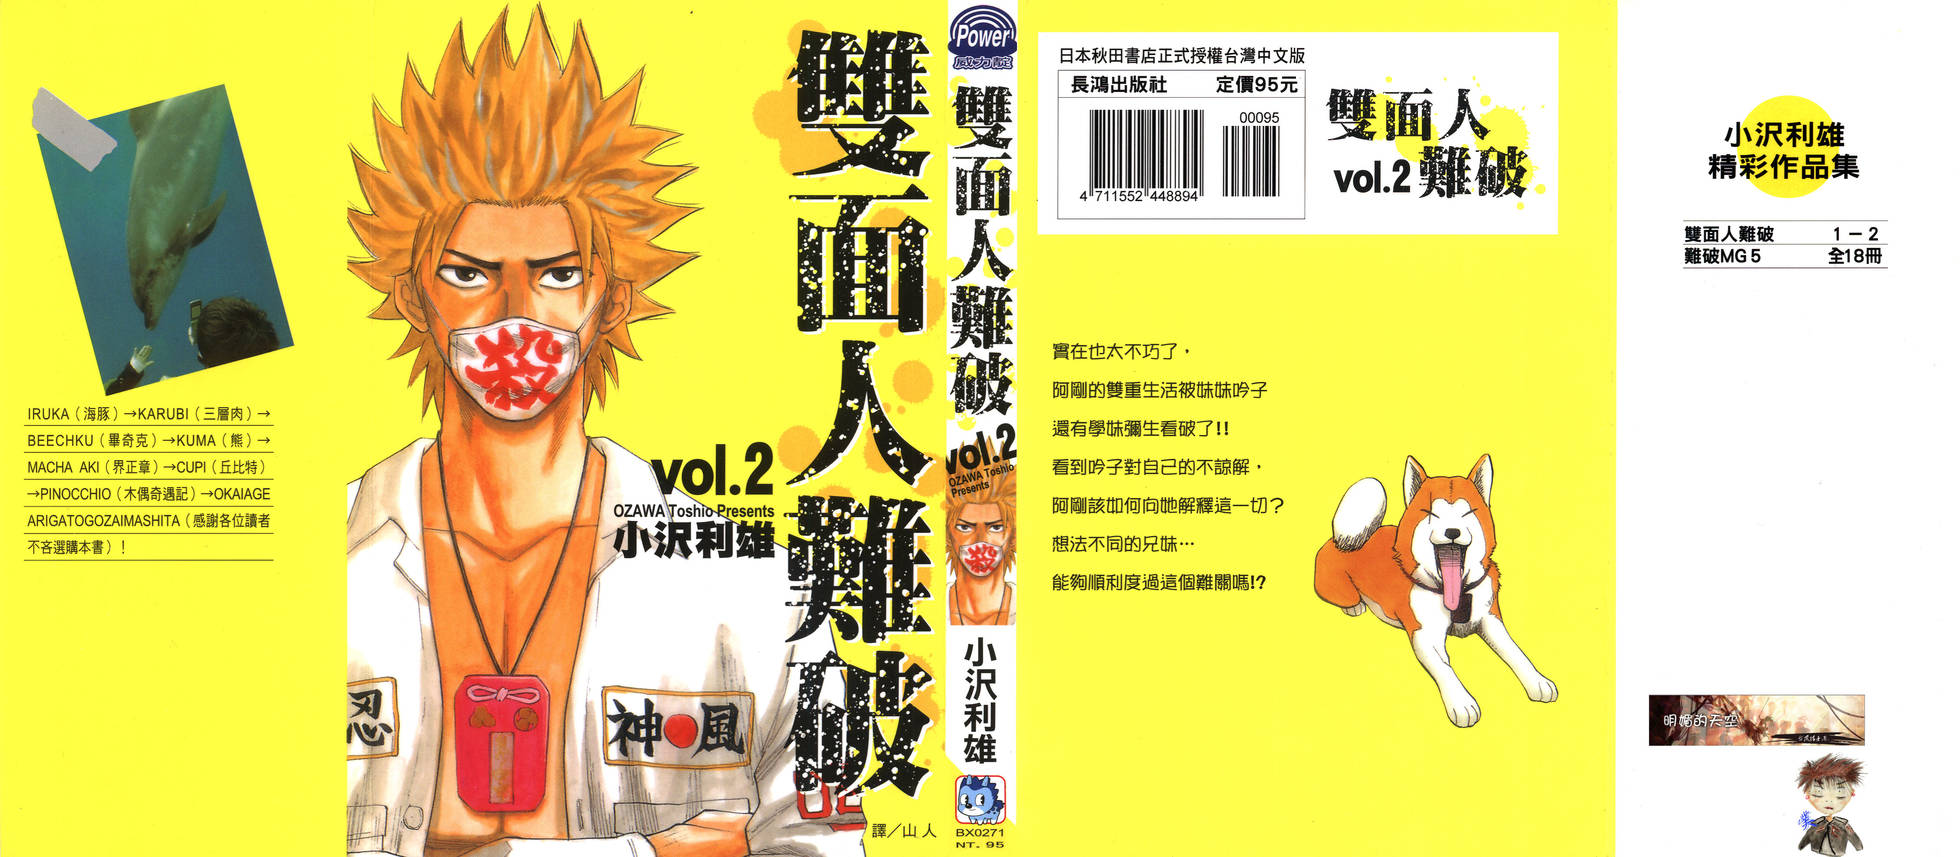 IRUKA（海豚）→KARUBI（三層肉）→
BEECHKU（畢奇克）→KUMA（熊）→
MACHA AKI（界正章）→CUPI（丘比特）
→PINOCCHIO（木偶奇遇記）→OKAIAGE
ARIGATOGOZAIMASHITA（感謝各位讀者
不吝選購本書）！
殺
雙面人難破
vol.2
OZAWA Toshio Presents
小沢利雄
忍
神風
譯／山人
Power
威力館
雙面人難破
vol.2
OZAWA Toshio
Presents
殺
小沢利雄
BX0271
NT. 95
日本秋田書店正式授權台灣中文版
長鴻出版社 定價95元
00095
4 711552 448894
雙面人
vol.2 難破
實在也太不巧了，
阿剛的雙重生活被妹妹吟子
還有學妹彌生看破了!!
看到吟子對自己的不諒解，
阿剛該如何向她解釋這一切？
想法不同的兄妹…
能夠順利度過這個難關嗎!?
小沢利雄
精彩作品集
雙面人難破 1－2
難破MG5 全18冊
明媚的天空